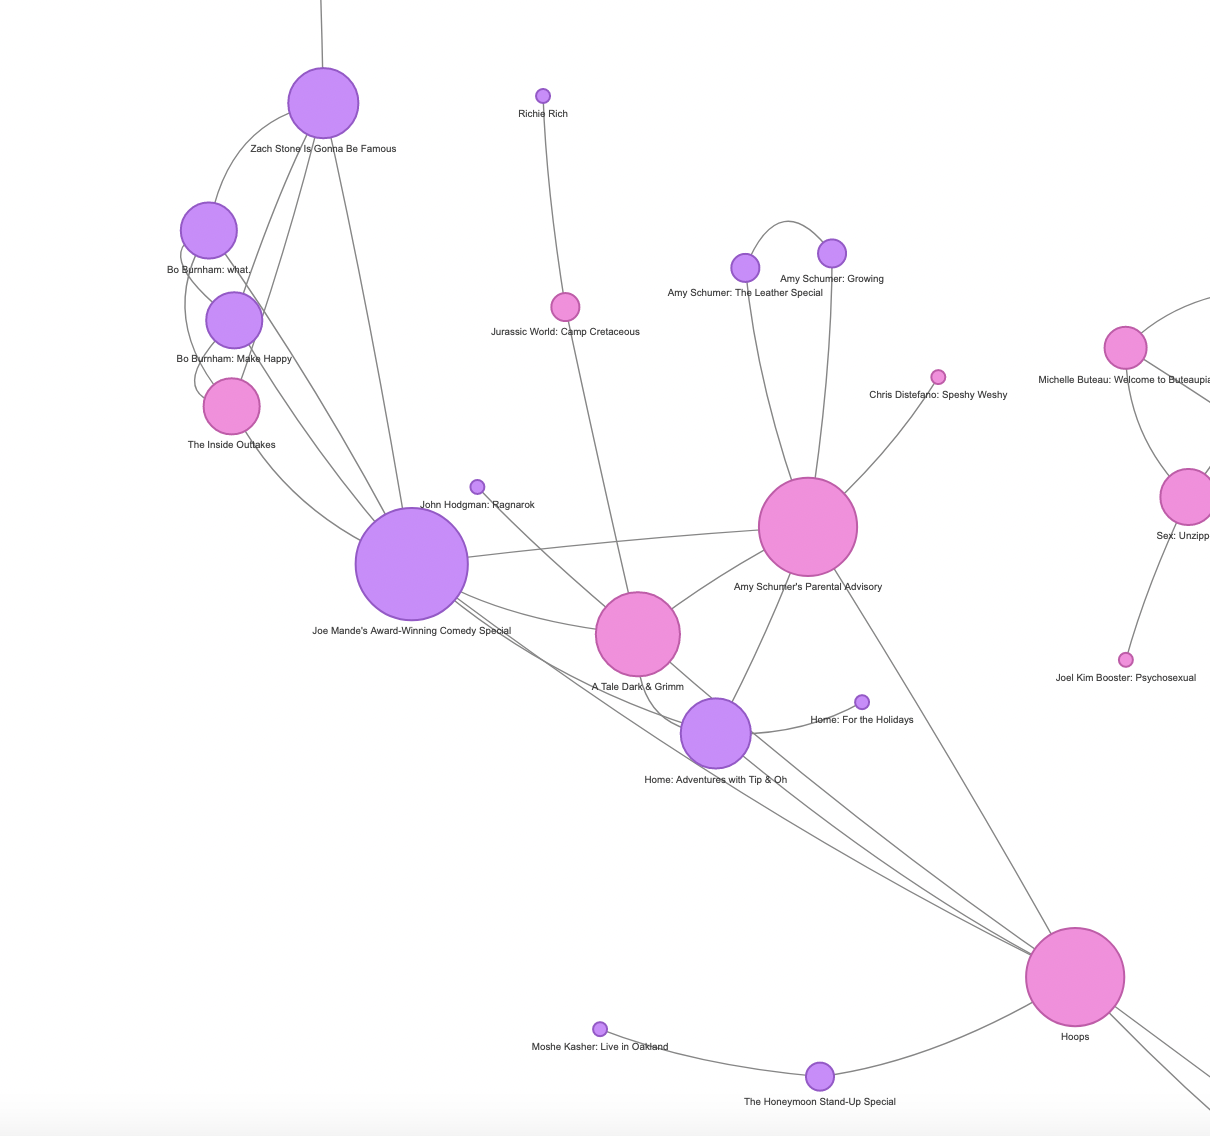 Richie Rich
Zach Stone Is Gonna Be Famous
Bo Burnham: what.
Amy Schumer: Growing
Amy Schumer: The Leather Special
Jurassic World: Camp Cretaceous
Bo Burnham: Make Happy
Michelle Buteau: Welcome to Buteaupia
Chris Distefano: Speshy Weshy
The Inside Outtakes
John Hodgman: Ragnarok
Sex: Unzipp
Amy Schumer's Parental Advisory
Joe Mande's Award-Winning Comedy Special
Joel Kim Booster: Psychosexual
A Tale Dark & Grimm
Home: For the Holidays
Home: Adventures with Tip & Oh
Hoops
Moshe Kasher: Live in Oakland
The Honeymoon Stand-Up Special